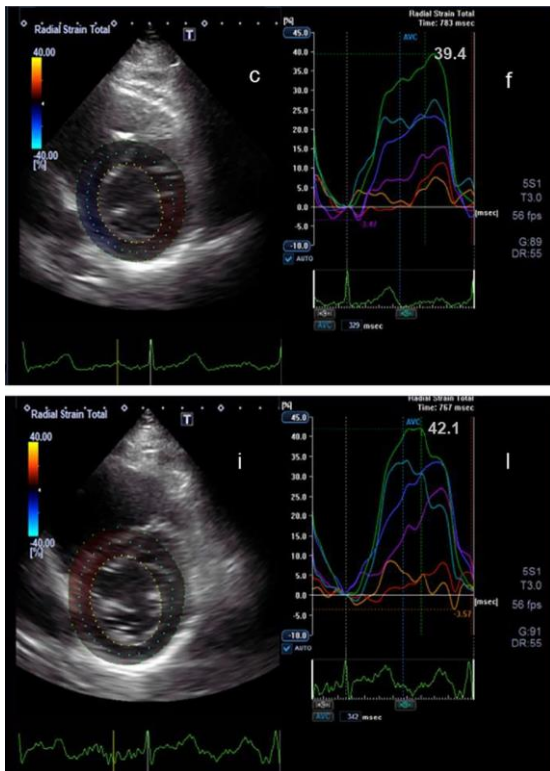 Radial Strain Total
T
40.00
-40.00
[%]
c
Radial Strain Total
Time: 783 msec
[%]
45.0
AVC
39.4
f
40.0
35.0
30.0
25.0
20.0
15.0
10.0
5.0
0.0
[msec]
-5.0
-10.0
AUTO
5S1
T3.0
56 fps
G:89
DR:55
AVC 329 msec
Radial Strain Total
T
40.00
-40.00
[%]
i
Radial Strain Total
Time: 767 msec
[%]
45.0
AVC
42.1
l
40.0
35.0
30.0
25.0
20.0
15.0
10.0
5.0
0.0
[msec]
-3.57
-5.0
-10.0
AUTO
5S1
T3.0
56 fps
G:91
DR:55
AVC 342 msec